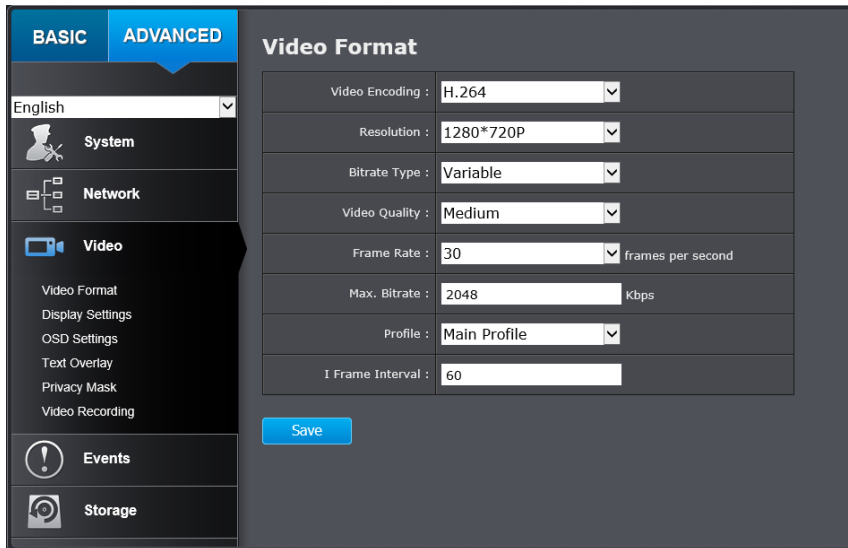 BASIC
ADVANCED
English
System
Network
Video
Video Format
Display Settings
OSD Settings
Text Overlay
Privacy Mask
Video Recording
Events
Storage
Video Format
Video Encoding : H.264
Resolution : 1280*720P
Bitrate Type : Variable
Video Quality : Medium
Frame Rate : 30 frames per second
Max. Bitrate : 2048 Kbps
Profile : Main Profile
I Frame Interval : 60
Save